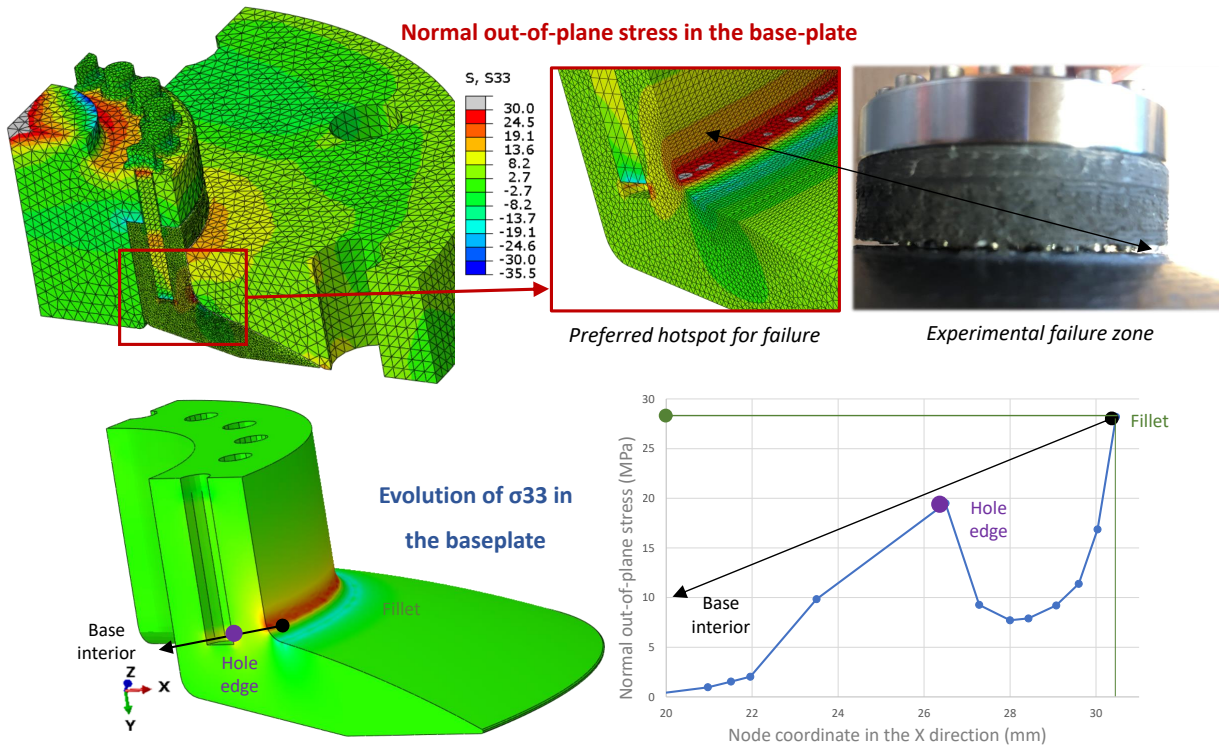 Normal out-of-plane stress in the base-plate
S, S33
30.0
24.5
19.1
13.6
8.2
2.7
-2.7
-8.2
-13.7
-19.1
-24.6
-30.0
-35.5
Preferred hotspot for failure
Experimental failure zone
Evolution of σ33 in
the baseplate
Fillet
Base
interior
Hole
edge
Z
X
Y
Normal out-of-plane stress (MPa)
30
25
20
15
10
5
0
Fillet
Hole
edge
Base
interior
20
22
24
26
28
30
Node coordinate in the X direction (mm)